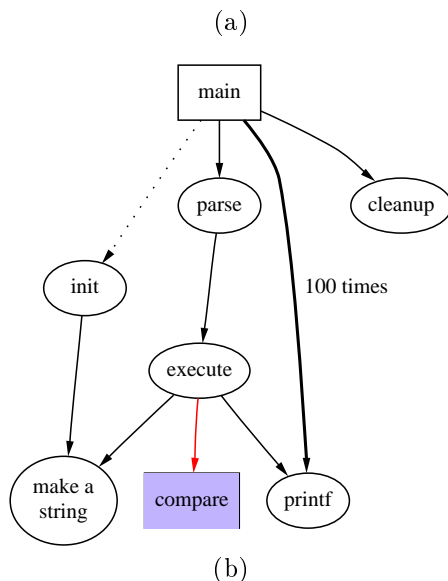 (a)
main
parse
cleanup
init
100 times
execute
make a
string
compare
printf
(b)